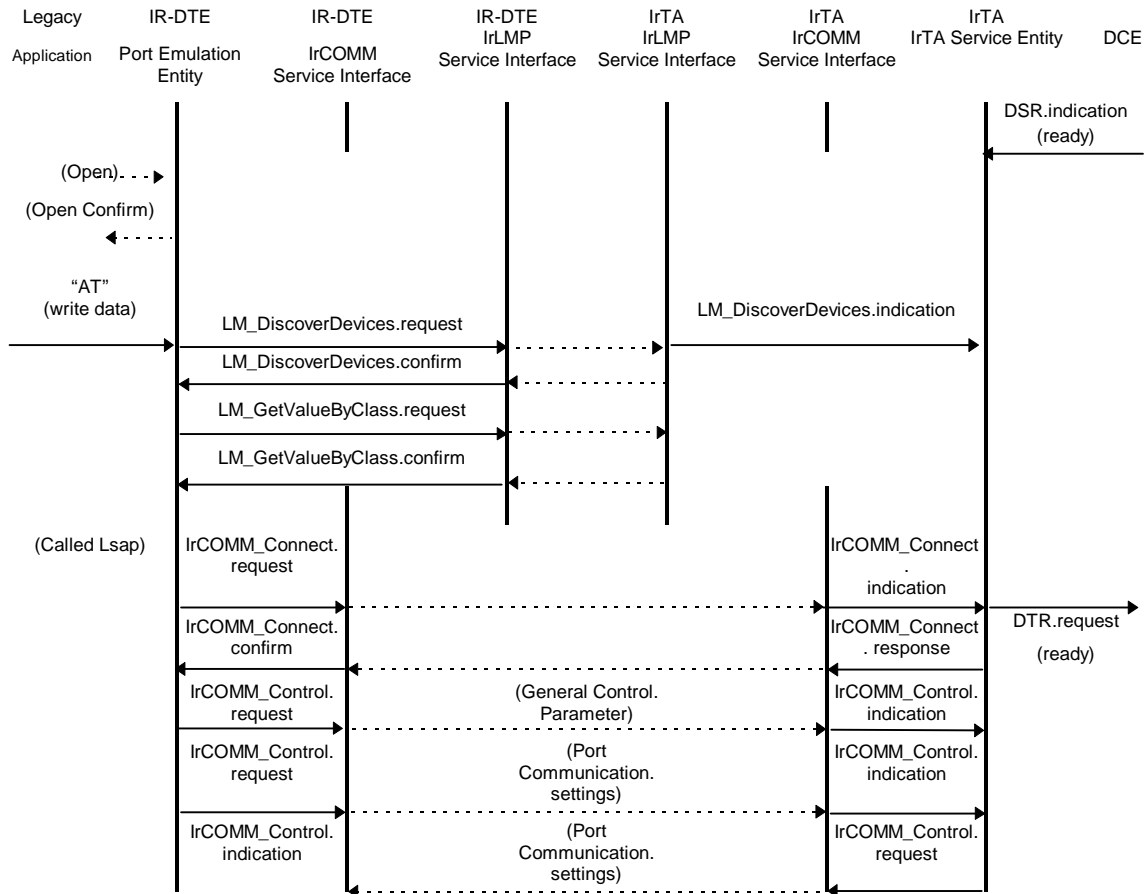 Legacy
Application
IR-DTE
Port Emulation
Entity
IR-DTE
IrCOMM
Service Interface
IR-DTE
IrLMP
Service Interface
IrTA
IrLMP
Service Interface
IrTA
IrCOMM
Service Interface
IrTA
IrTA Service Entity
DCE
DSR.indication
(ready)
(Open)
(Open Confirm)
“AT”
(write data)
LM_DiscoverDevices.request
LM_DiscoverDevices.indication
LM_DiscoverDevices.confirm
LM_GetValueByClass.request
LM_GetValueByClass.confirm
(Called Lsap)
IrCOMM_Connect.
request
IrCOMM_Connect
.
indication
IrCOMM_Connect.
confirm
IrCOMM_Connect
. response
DTR.request
(ready)
IrCOMM_Control.
request
(General Control.
Parameter)
IrCOMM_Control.
indication
IrCOMM_Control.
request
(Port
Communication.
settings)
IrCOMM_Control.
indication
IrCOMM_Control.
indication
(Port
Communication.
settings)
IrCOMM_Control.
request